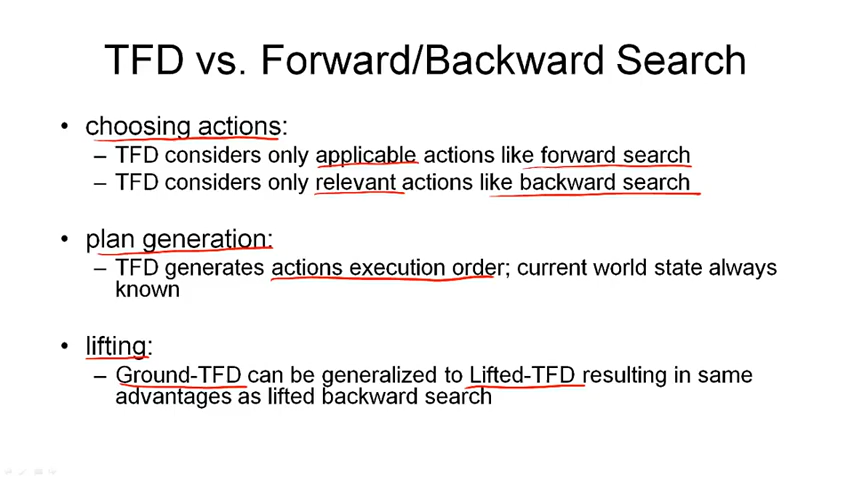 TFD vs. Forward/Backward Search
• choosing actions:
– TFD considers only applicable actions like forward search
– TFD considers only relevant actions like backward search
• plan generation:
– TFD generates actions execution order; current world state always
known
• lifting:
– Ground-TFD can be generalized to Lifted-TFD resulting in same
advantages as lifted backward search